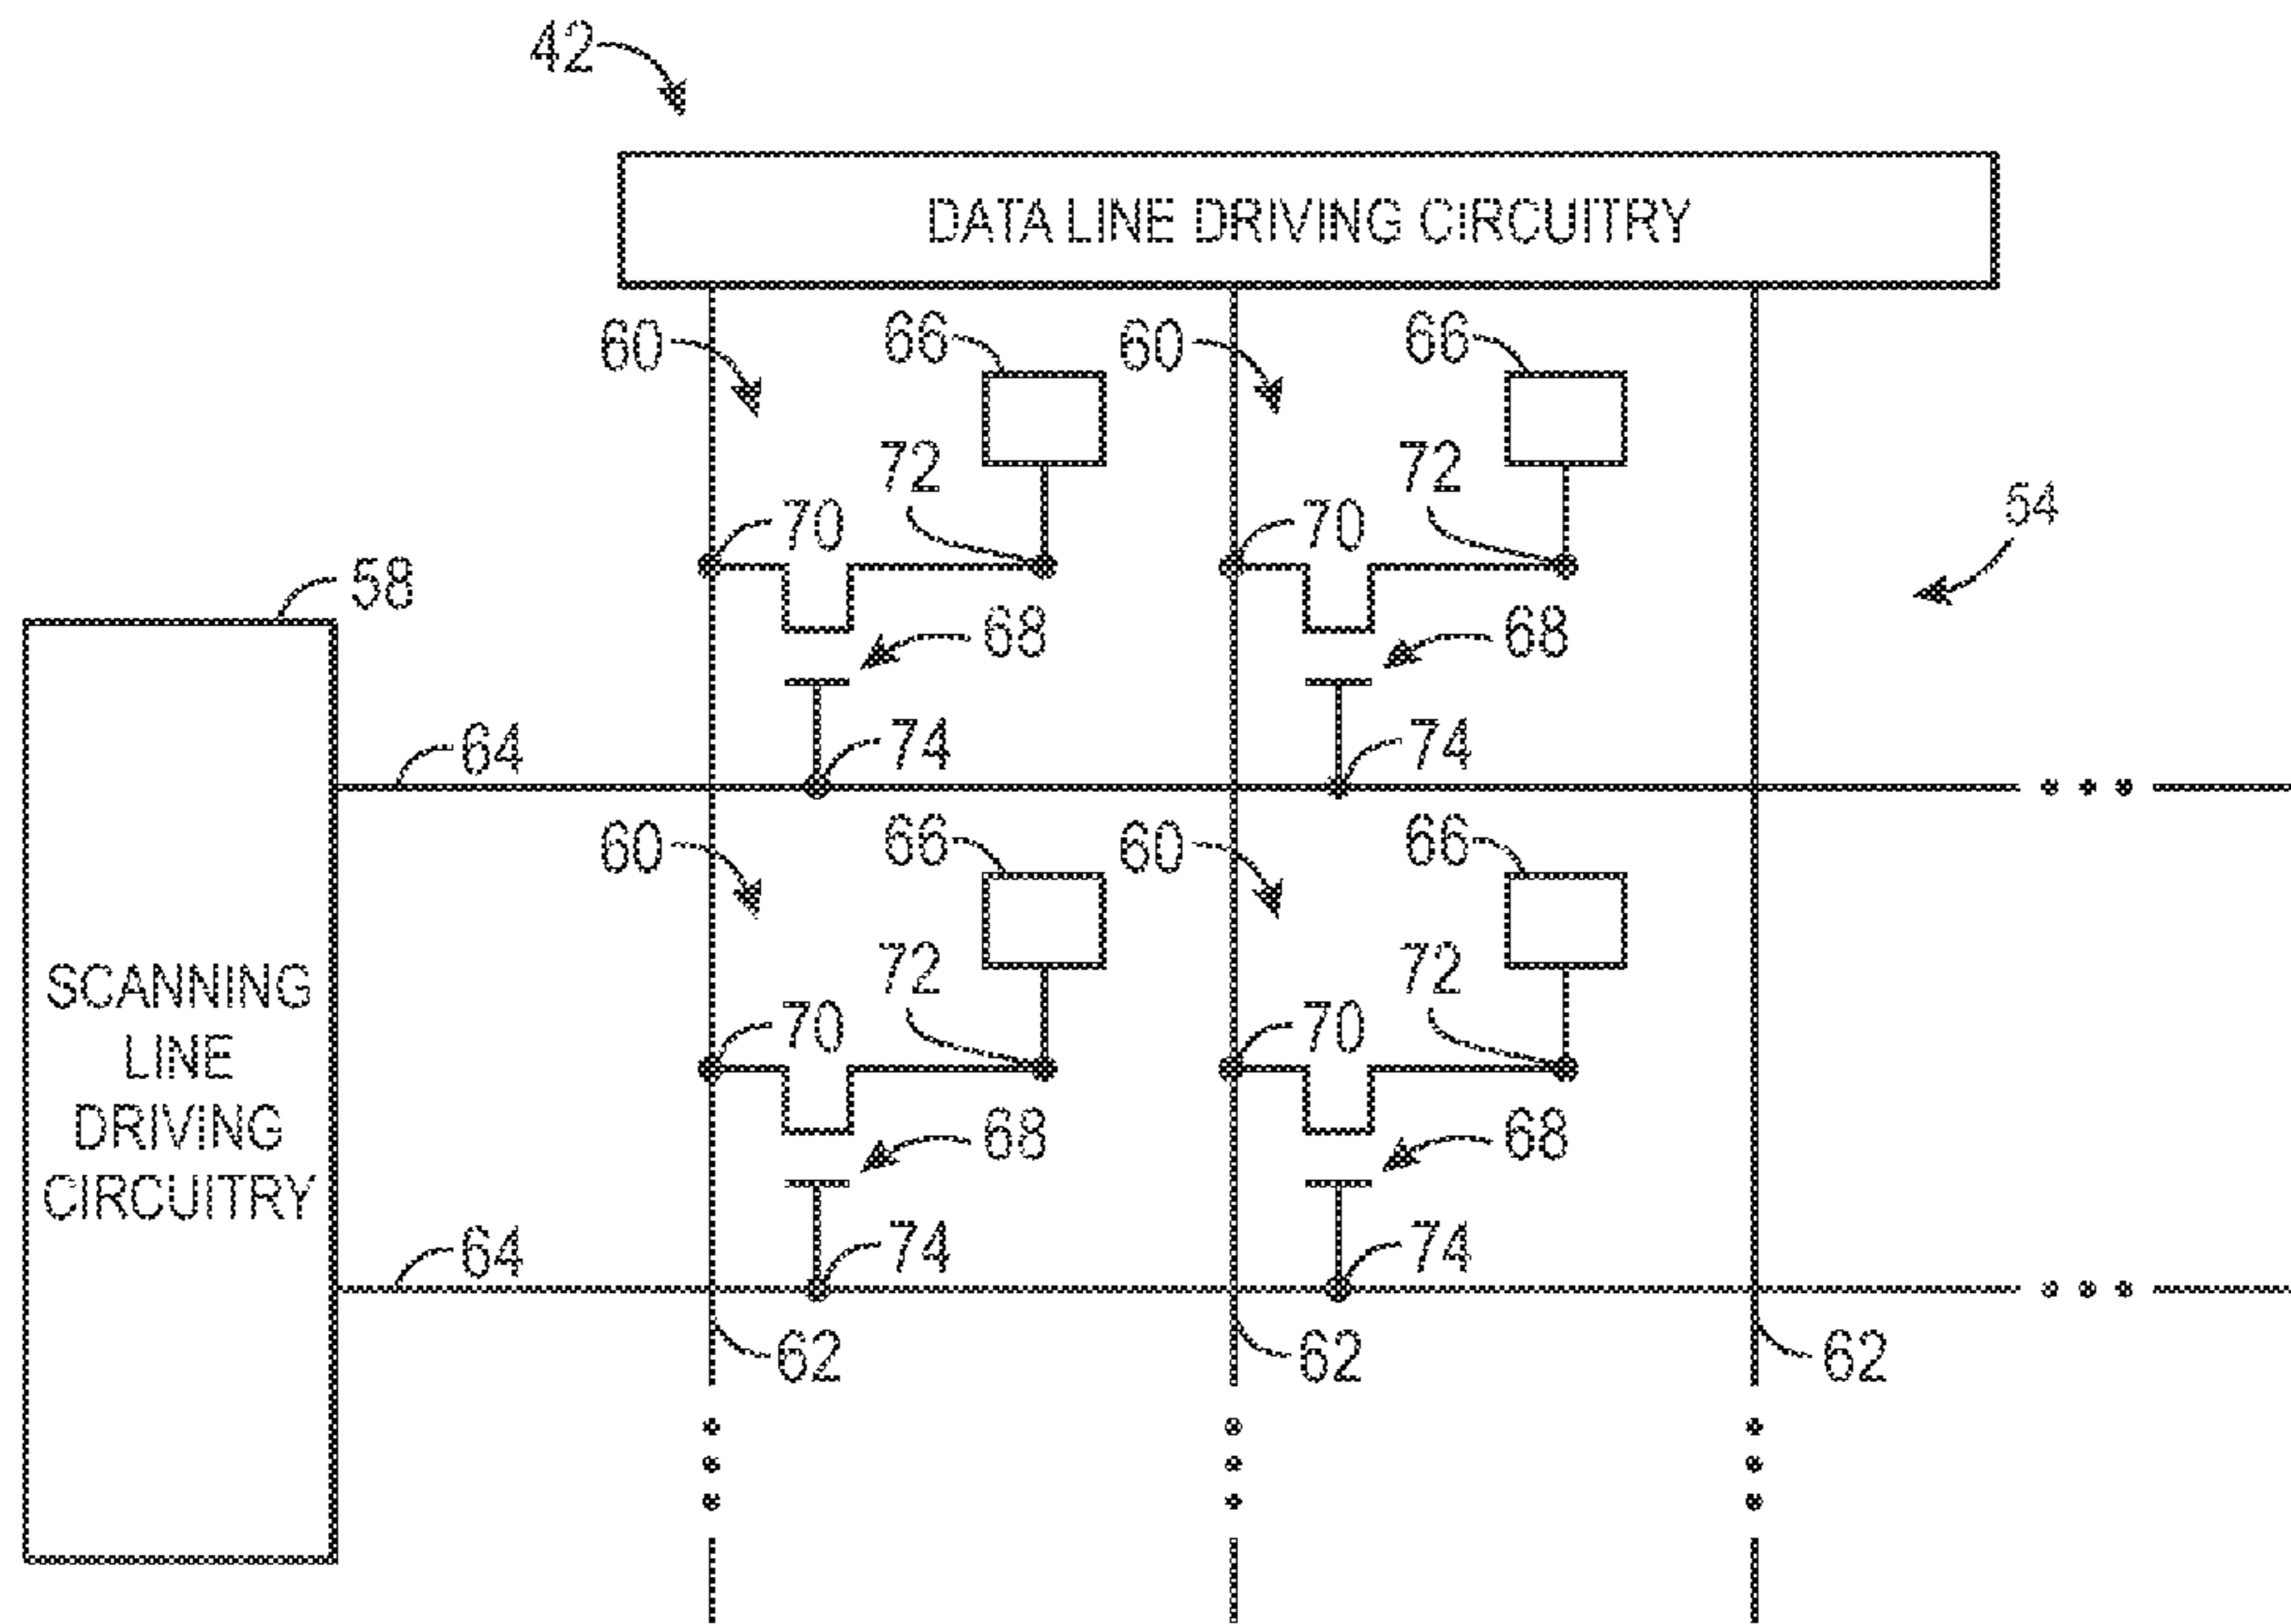 42
DATA LINE DRIVING CIRCUITRY
60 66 60 66
72 72
70 70
54
58
68 68
64 74 74
60 66 60 66
72 72
70 70
SCANNING
LINE
DRIVING
CIRCUITRY
68 68
64 74 74
62 62 62